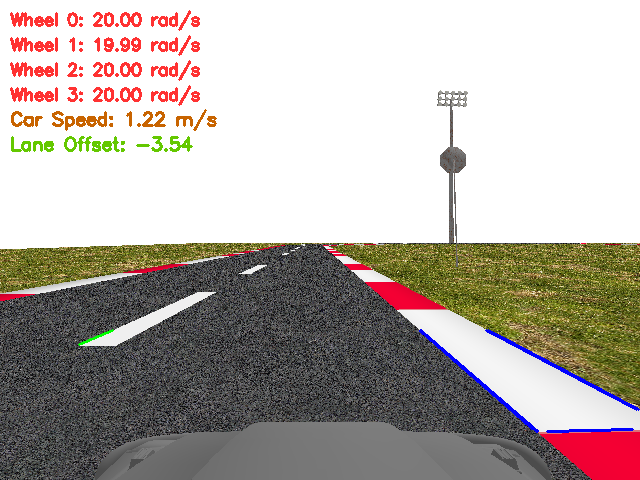 Wheel 0: 20.00 rad/s
Wheel 1: 19.99 rad/s
Wheel 2: 20.00 rad/s
Wheel 3: 20.00 rad/s
Car Speed: 1.22 m/s
Lane Offset: -3.54